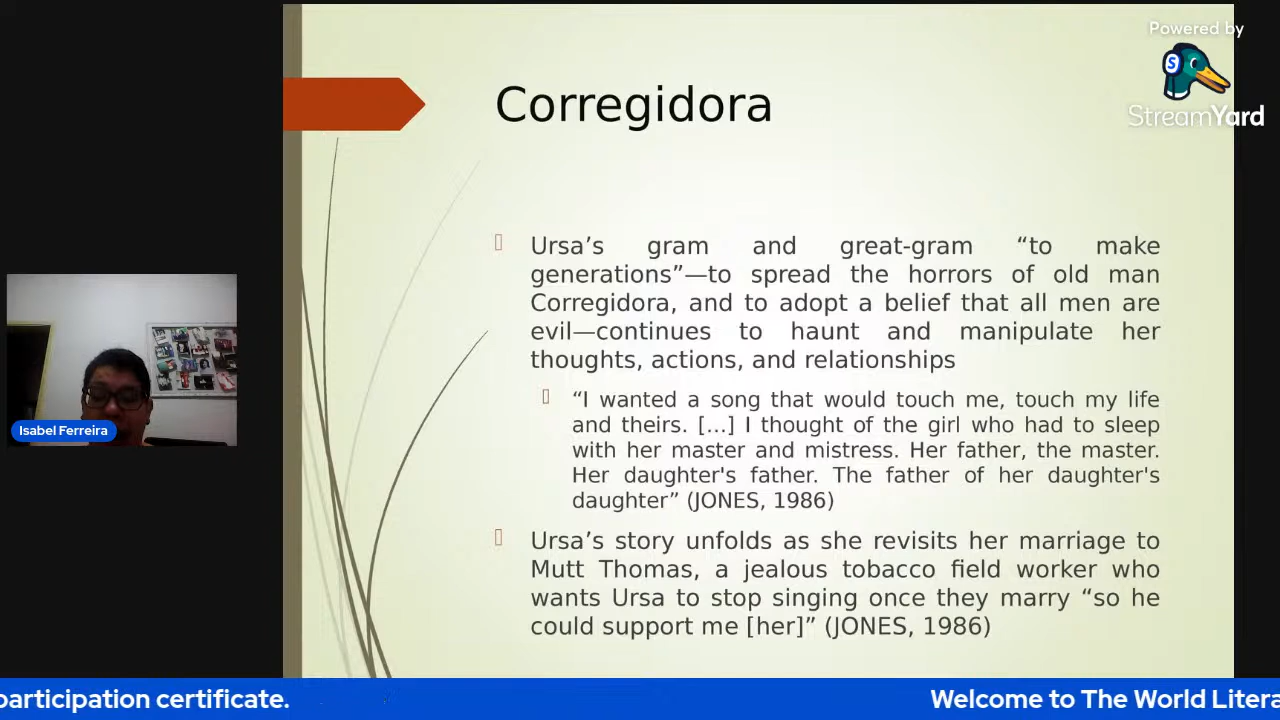 Powered by
StreamYard
Corregidora
Ursa’s gram and great-gram “to make
generations”—to spread the horrors of old man
Corregidora, and to adopt a belief that all men are
evil—continues to haunt and manipulate her
thoughts, actions, and relationships
“I wanted a song that would touch me, touch my life
and theirs. [...] I thought of the girl who had to sleep
with her master and mistress. Her father, the master.
Her daughter's father. The father of her daughter's
daughter” (JONES, 1986)
Ursa’s story unfolds as she revisits her marriage to
Mutt Thomas, a jealous tobacco field worker who
wants Ursa to stop singing once they marry “so he
could support me [her]” (JONES, 1986)
Isabel Ferreira
participation certificate. Welcome to The World Litera